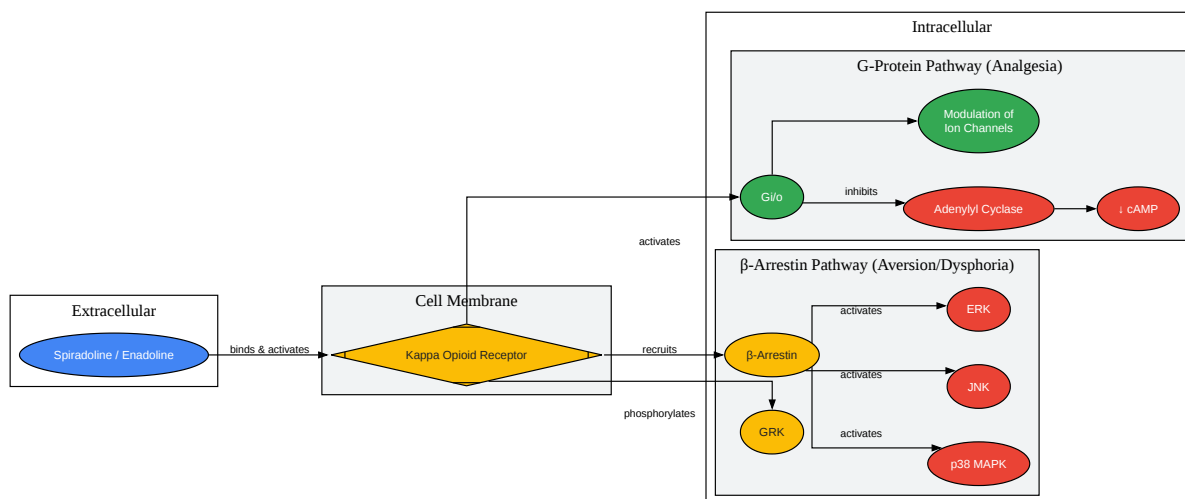 Intracellular
G-Protein Pathway (Analgesia)
Modulation of
Ion Channels
Gi/o
inhibits
Adenylyl Cyclase
↓ cAMP
activates
β-Arrestin Pathway (Aversion/Dysphoria)
Extracellular
Spiradoline / Enadoline
binds & activates
Cell Membrane
Kappa Opioid Receptor
recruits
β-Arrestin
activates
ERK
activates
JNK
phosphorylates
GRK
activates
p38 MAPK